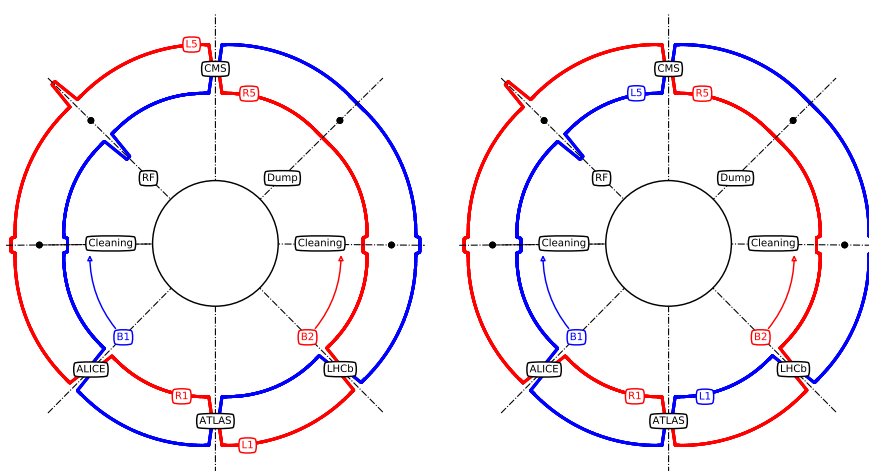 L5
CMS
R5
RF
Dump
Cleaning
Cleaning
B1
B2
ALICE
LHCb
R1
ATLAS
L1
CMS
L5
R5
RF
Dump
Cleaning
Cleaning
B1
B2
ALICE
LHCb
R1
L1
ATLAS